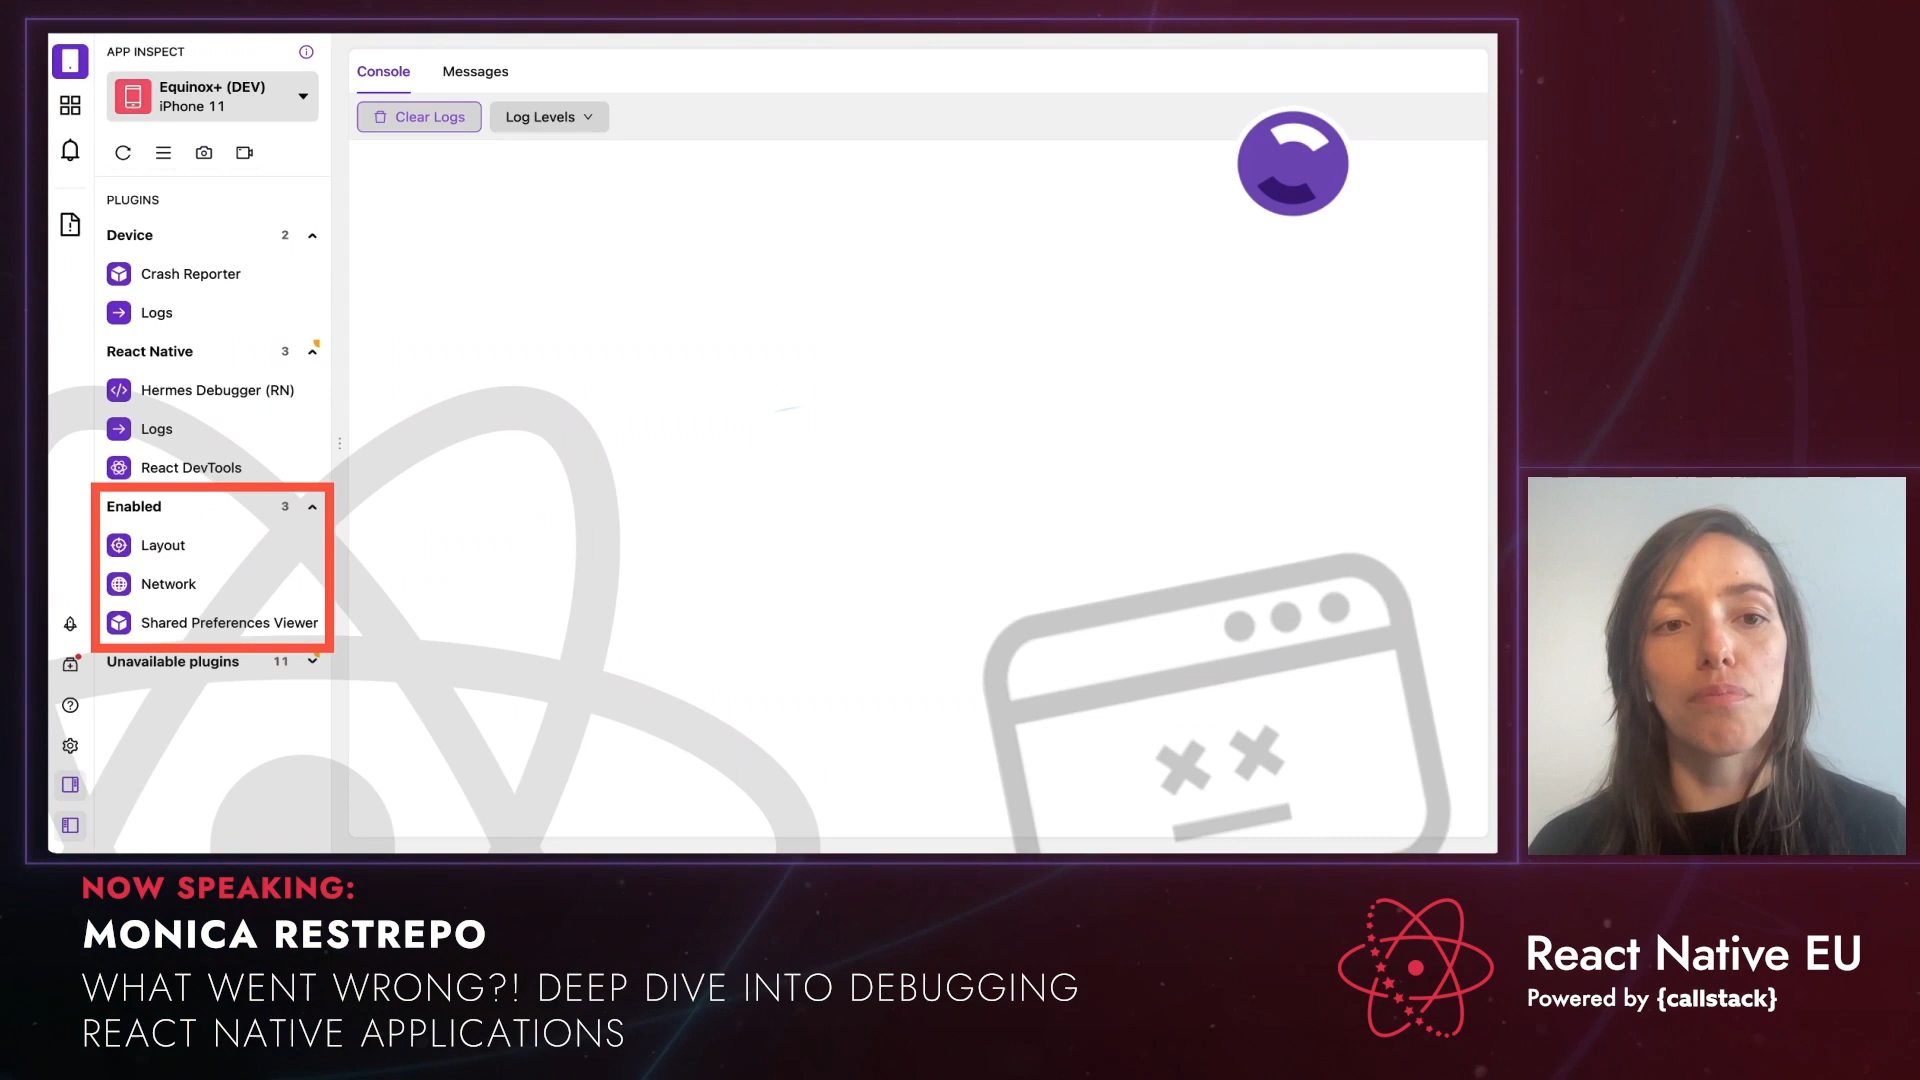 APP INSPECT
Equinox+ (DEV)
iPhone 11
PLUGINS
Device 2
Crash Reporter
Logs
React Native 3
Hermes Debugger (RN)
Logs
React DevTools
Enabled 3
Layout
Network
Shared Preferences Viewer
Unavailable plugins 11
Console Messages
Clear Logs Log Levels
NOW SPEAKING:
MONICA RESTREPO
WHAT WENT WRONG?! DEEP DIVE INTO DEBUGGING
REACT NATIVE APPLICATIONS
React Native EU
Powered by {callstack}